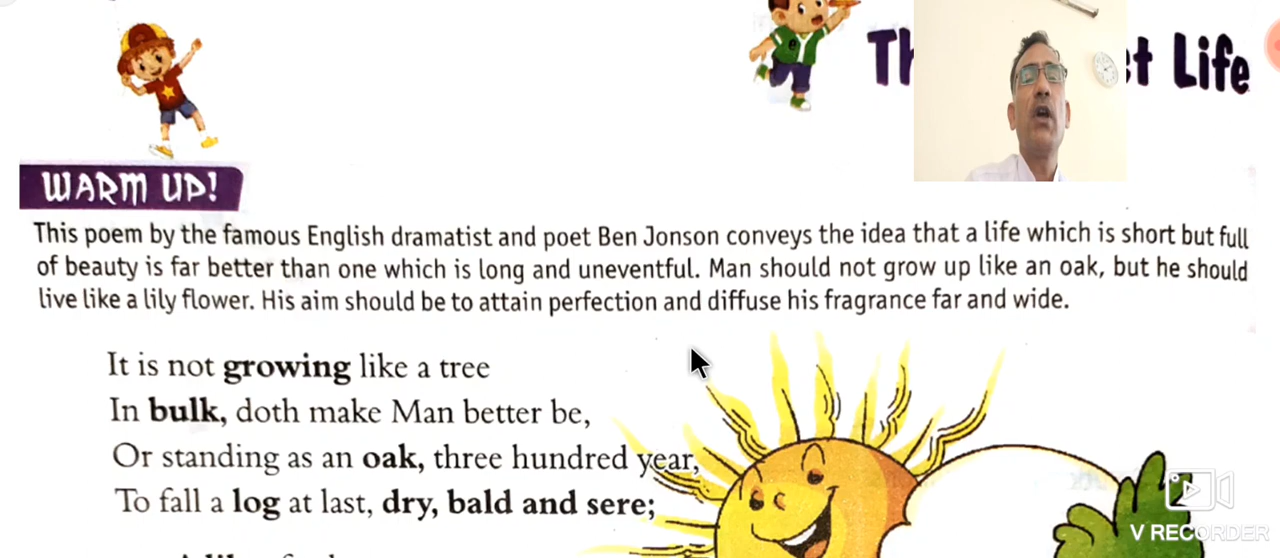 Life
WARM UP!
This poem by the famous English dramatist and poet Ben Jonson conveys the idea that a life which is short but full
of beauty is far better than one which is long and uneventful. Man should not grow up like an oak, but he should
live like a lily flower. His aim should be to attain perfection and diffuse his fragrance far and wide.
It is not growing like a tree
In bulk, doth make Man better be,
Or standing as an oak, three hundred year,
To fall a log at last, dry, bald and sere;
V RECORDER